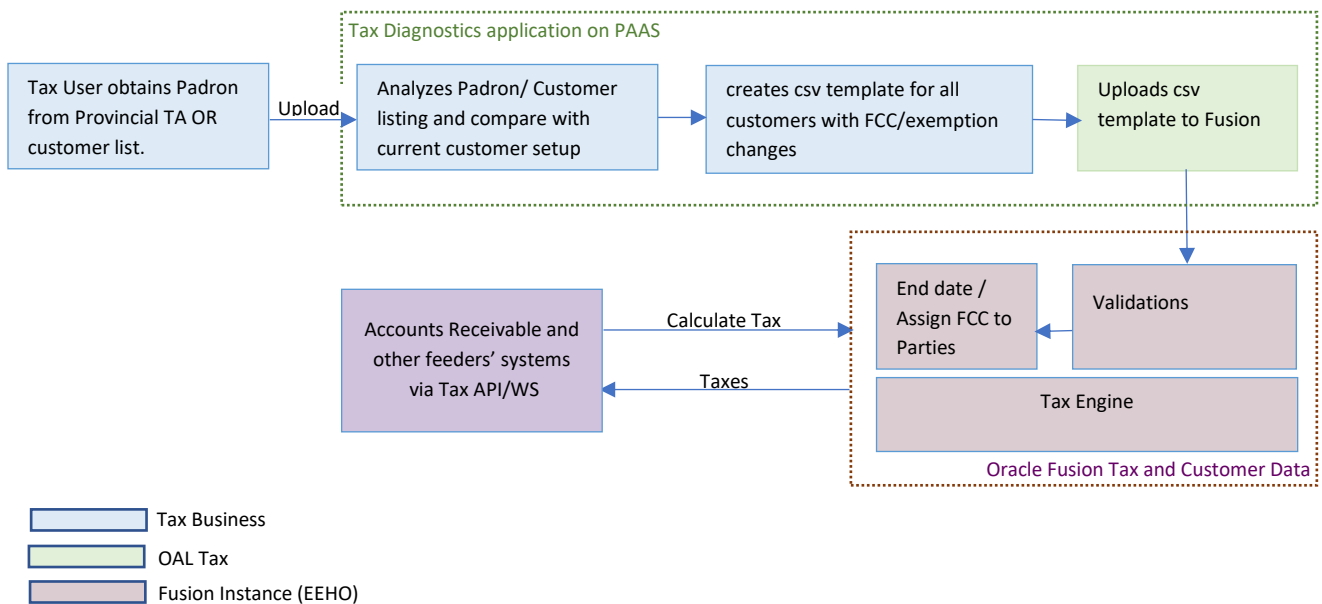 Tax Diagnostics application on PAAS
Tax User obtains Padron
from Provincial TA OR
customer list.
Upload
Analyzes Padron/ Customer
listing and compare with
current customer setup
creates csv template for all
customers with FCC/exemption
changes
Uploads csv
template to Fusion
Accounts Receivable and
other feeders’ systems
via Tax API/WS
Calculate Tax
Taxes
End date /
Assign FCC to
Parties
Validations
Tax Engine
Oracle Fusion Tax and Customer Data
Tax Business
OAL Tax
Fusion Instance (EEHO)